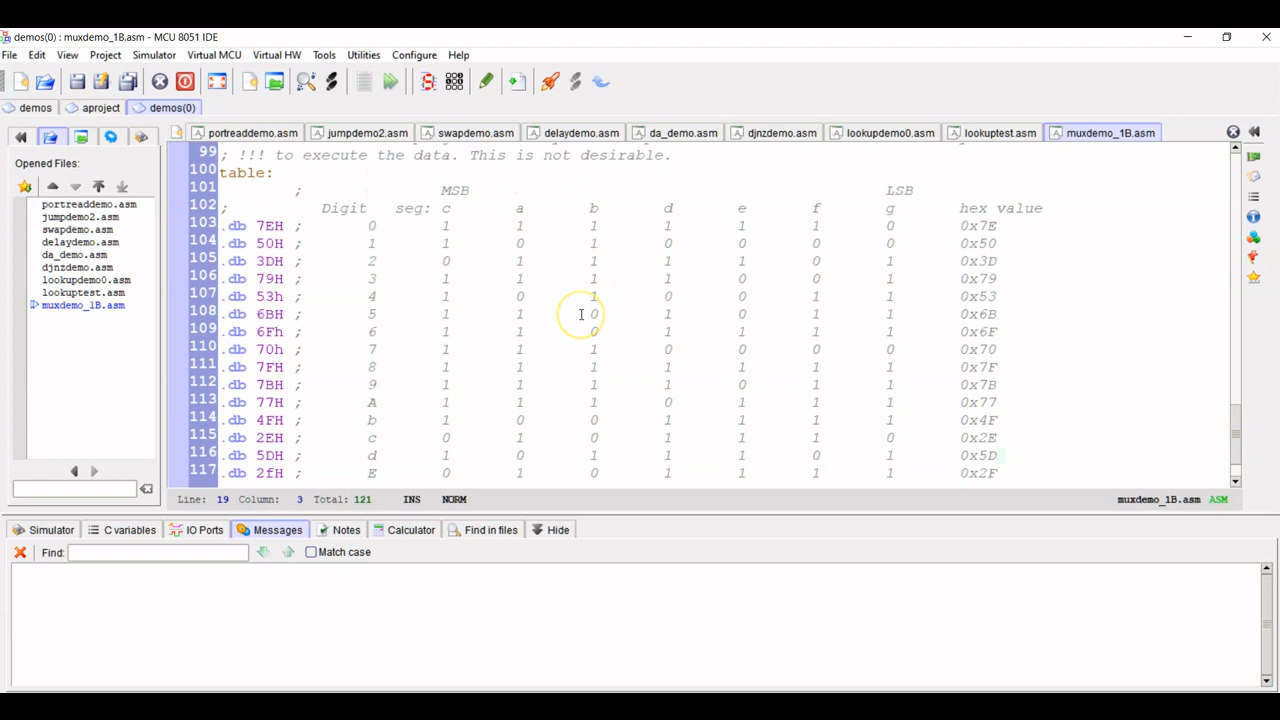 demos(0) : muxdemo_1B.asm - MCU 8051 IDE
File Edit View Project Simulator Virtual MCU Virtual HW Tools Utilities Configure Help
demos aproject demos(0)
portreaddemo.asm jumpdemo2.asm swapdemo.asm delaydemo.asm da_demo.asm djnzdemo.asm lookupdemo0.asm lookuptest.asm muxdemo_1B.asm
Opened Files:
portreaddemo.asm
jumpdemo2.asm
swapdemo.asm
delaydemo.asm
da_demo.asm
djnzdemo.asm
lookupdemo0.asm
lookuptest.asm
muxdemo_1B.asm
99 ; !!! to execute the data. This is not desirable.
100 table:
101 ; MSB LSB
102 ; Digit seg: c a b d e f g hex value
103 .db 7EH ; 0 1 1 1 1 1 1 0 0x7E
104 .db 50H ; 1 1 0 1 0 0 0 0 0x50
105 .db 3DH ; 2 0 1 1 1 1 0 1 0x3D
106 .db 79H ; 3 1 1 1 1 0 0 1 0x79
107 .db 53h ; 4 1 0 1 0 0 1 1 0x53
108 .db 6BH ; 5 1 1 0 1 0 1 1 0x6B
109 .db 6Fh ; 6 1 1 0 1 1 1 1 0x6F
110 .db 70h ; 7 1 1 1 0 0 0 0 0x70
111 .db 7FH ; 8 1 1 1 1 1 1 1 0x7F
112 .db 7BH ; 9 1 1 1 1 0 1 1 0x7B
113 .db 77H ; A 1 1 1 0 1 1 1 0x77
114 .db 4FH ; b 1 0 0 1 1 1 1 0x4F
115 .db 2EH ; c 0 1 0 1 1 1 0 0x2E
116 .db 5DH ; d 1 0 1 1 1 0 1 0x5D
117 .db 2fH ; E 0 1 0 1 1 1 1 0x2F
Line: 19 Column: 3 Total: 121 INS NORM muxdemo_1B.asm ASM
Simulator C variables IO Ports Messages Notes Calculator Find in files Hide
Find: Match case